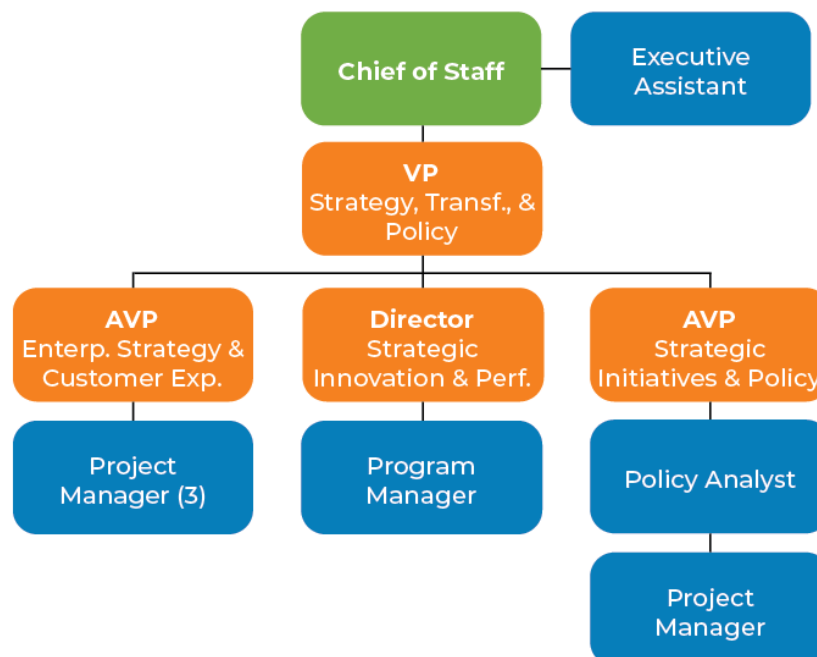 Chief of Staff
Executive
Assistant
VP
Strategy, Transf., &
Policy
AVP
Enterp. Strategy &
Customer Exp.
Director
Strategic
Innovation & Perf.
AVP
Strategic
Initiatives & Policy
Project
Manager (3)
Program
Manager
Policy Analyst
Project
Manager